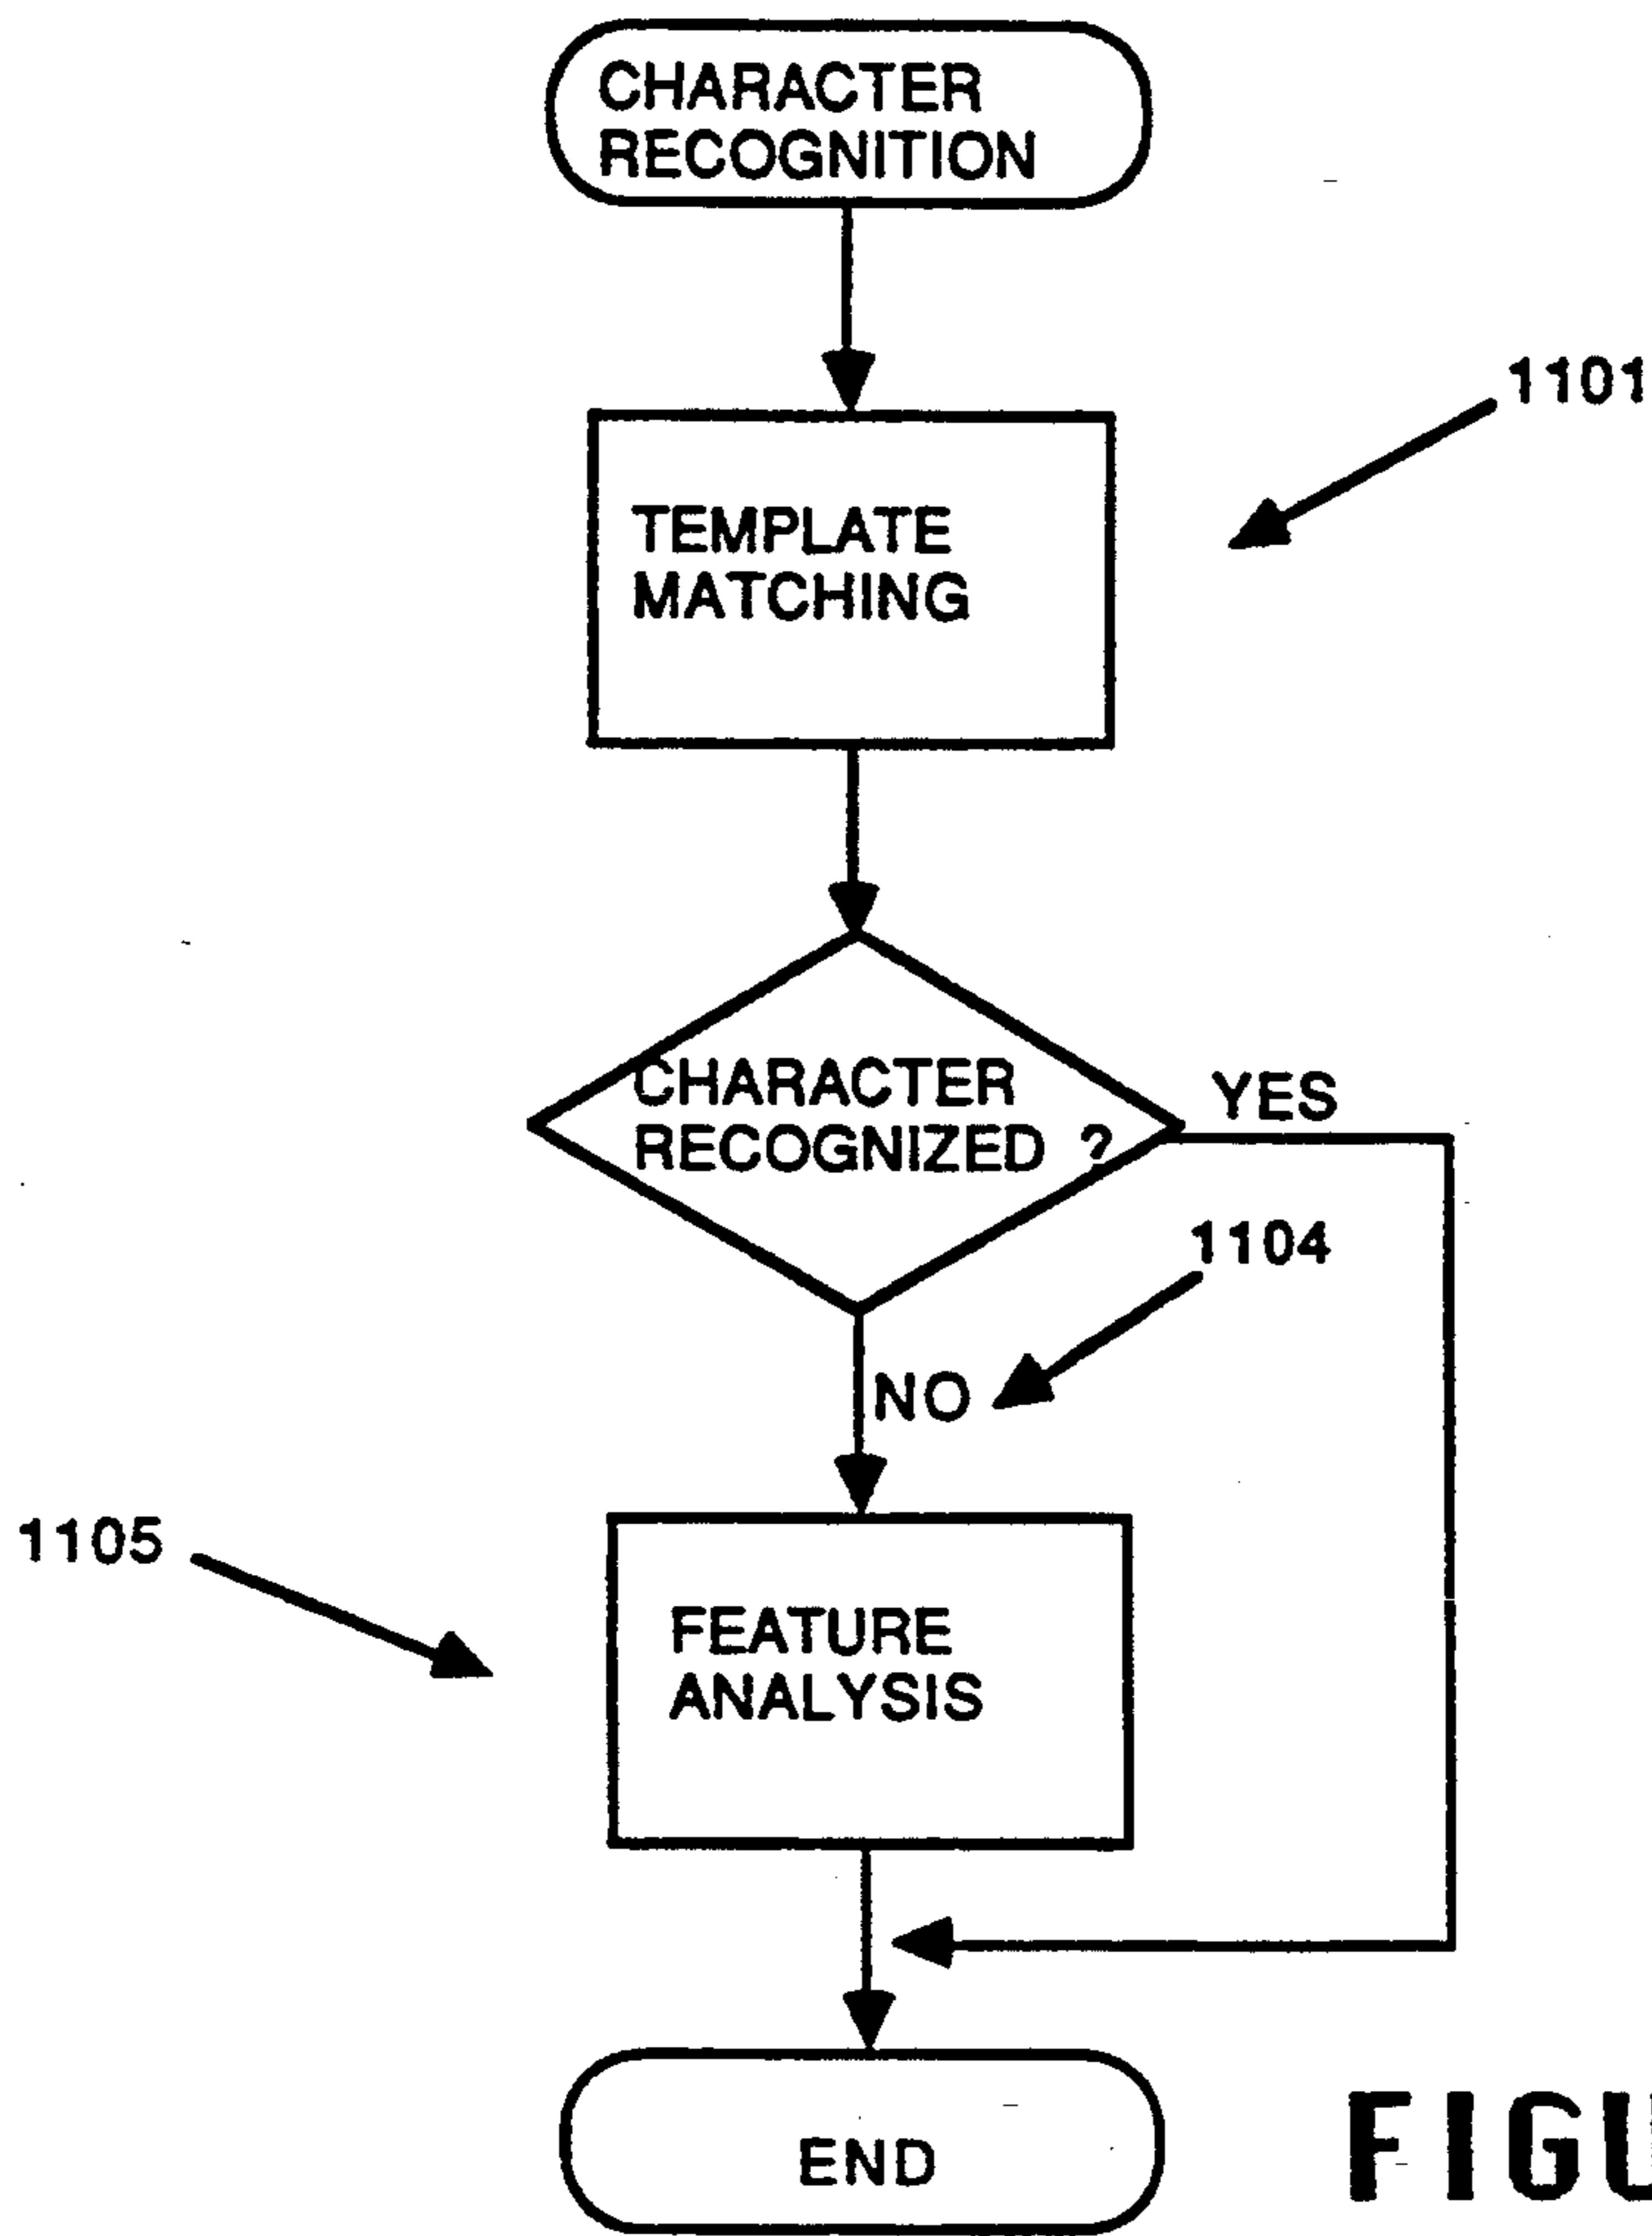 CHARACTER
RECOGNITION
1101
TEMPLATE
MATCHING
CHARACTER
RECOGNIZED ?
YES
1104
NO
1105
FEATURE
ANALYSIS
END